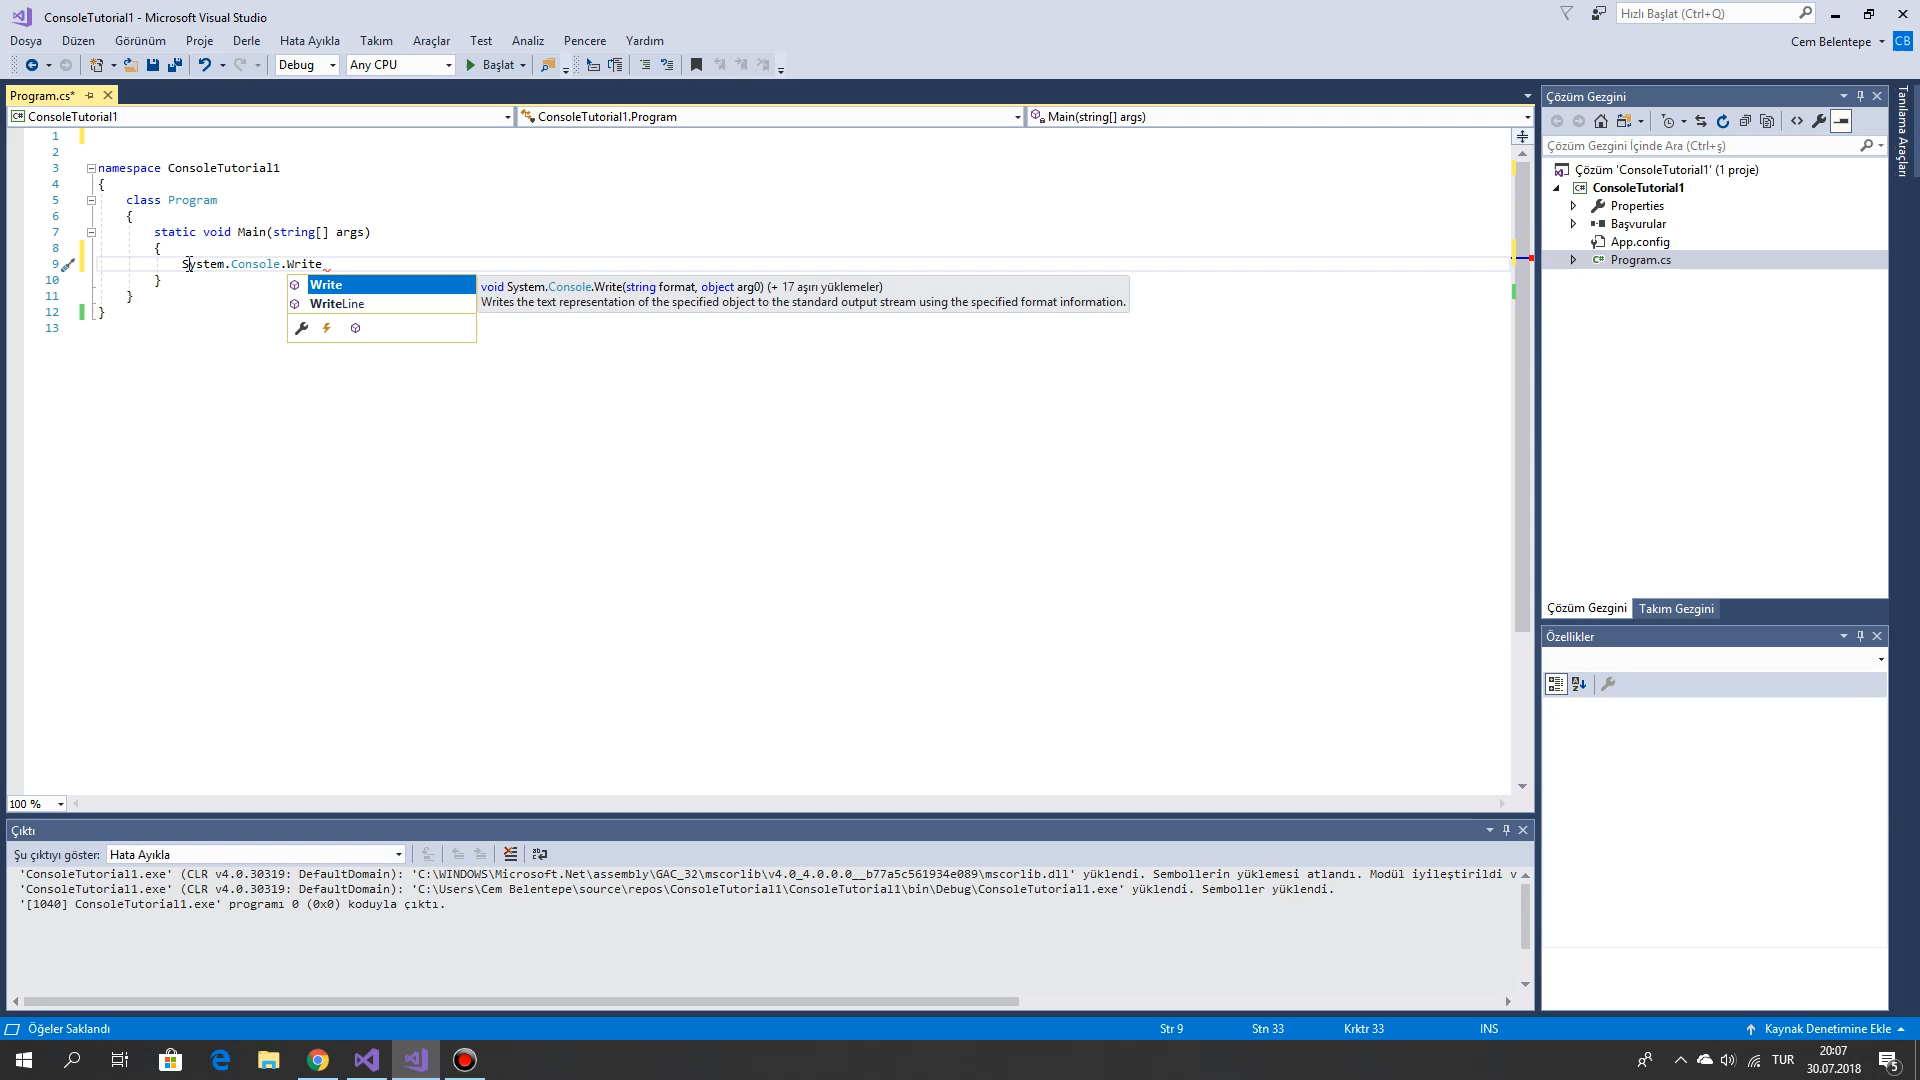 ConsoleTutorial1 - Microsoft Visual Studio
Hızlı Başlat (Ctrl+Q)
Dosya Düzen Görünüm Proje Derle Hata Ayıkla Takım Araçlar Test Analiz Pencere Yardım
Cem Belentepe CB
Debug Any CPU Başlat
Program.cs*
ConsoleTutorial1 ConsoleTutorial1.Program Main(string[] args)
1
2
3 namespace ConsoleTutorial1
4 {
5 class Program
6 {
7 static void Main(string[] args)
8 {
9 System.Console.Write
10 }
11 }
12 }
13
Write
WriteLine
void System.Console.Write(string format, object arg0) (+ 17 aşırı yüklemeler)
Writes the text representation of the specified object to the standard output stream using the specified format information.
100 %
Çözüm Gezgini
Çözüm Gezgini İçinde Ara (Ctrl+ş)
Çözüm 'ConsoleTutorial1' (1 proje)
ConsoleTutorial1
Properties
Başvurular
App.config
Program.cs
Çözüm Gezgini Takım Gezgini
Özellikler
Tanılama Araçları
Çıktı
Şu çıktıyı göster: Hata Ayıkla
'ConsoleTutorial1.exe' (CLR v4.0.30319: DefaultDomain): 'C:\WINDOWS\Microsoft.Net\assembly\GAC_32\mscorlib\v4.0_4.0.0.0__b77a5c561934e089\mscorlib.dll' yüklendi. Sembollerin yüklemesi atlandı. Modül iyileştirildi v
'ConsoleTutorial1.exe' (CLR v4.0.30319: DefaultDomain): 'C:\Users\Cem Belentepe\source\repos\ConsoleTutorial1\ConsoleTutorial1\bin\Debug\ConsoleTutorial1.exe' yüklendi. Semboller yüklendi.
'[1040] ConsoleTutorial1.exe' programı 0 (0x0) koduyla çıktı.
Öğeler Saklandı Str 9 Stn 33 Krktr 33 INS Kaynak Denetimine Ekle
TUR
20:07
30.07.2018
5